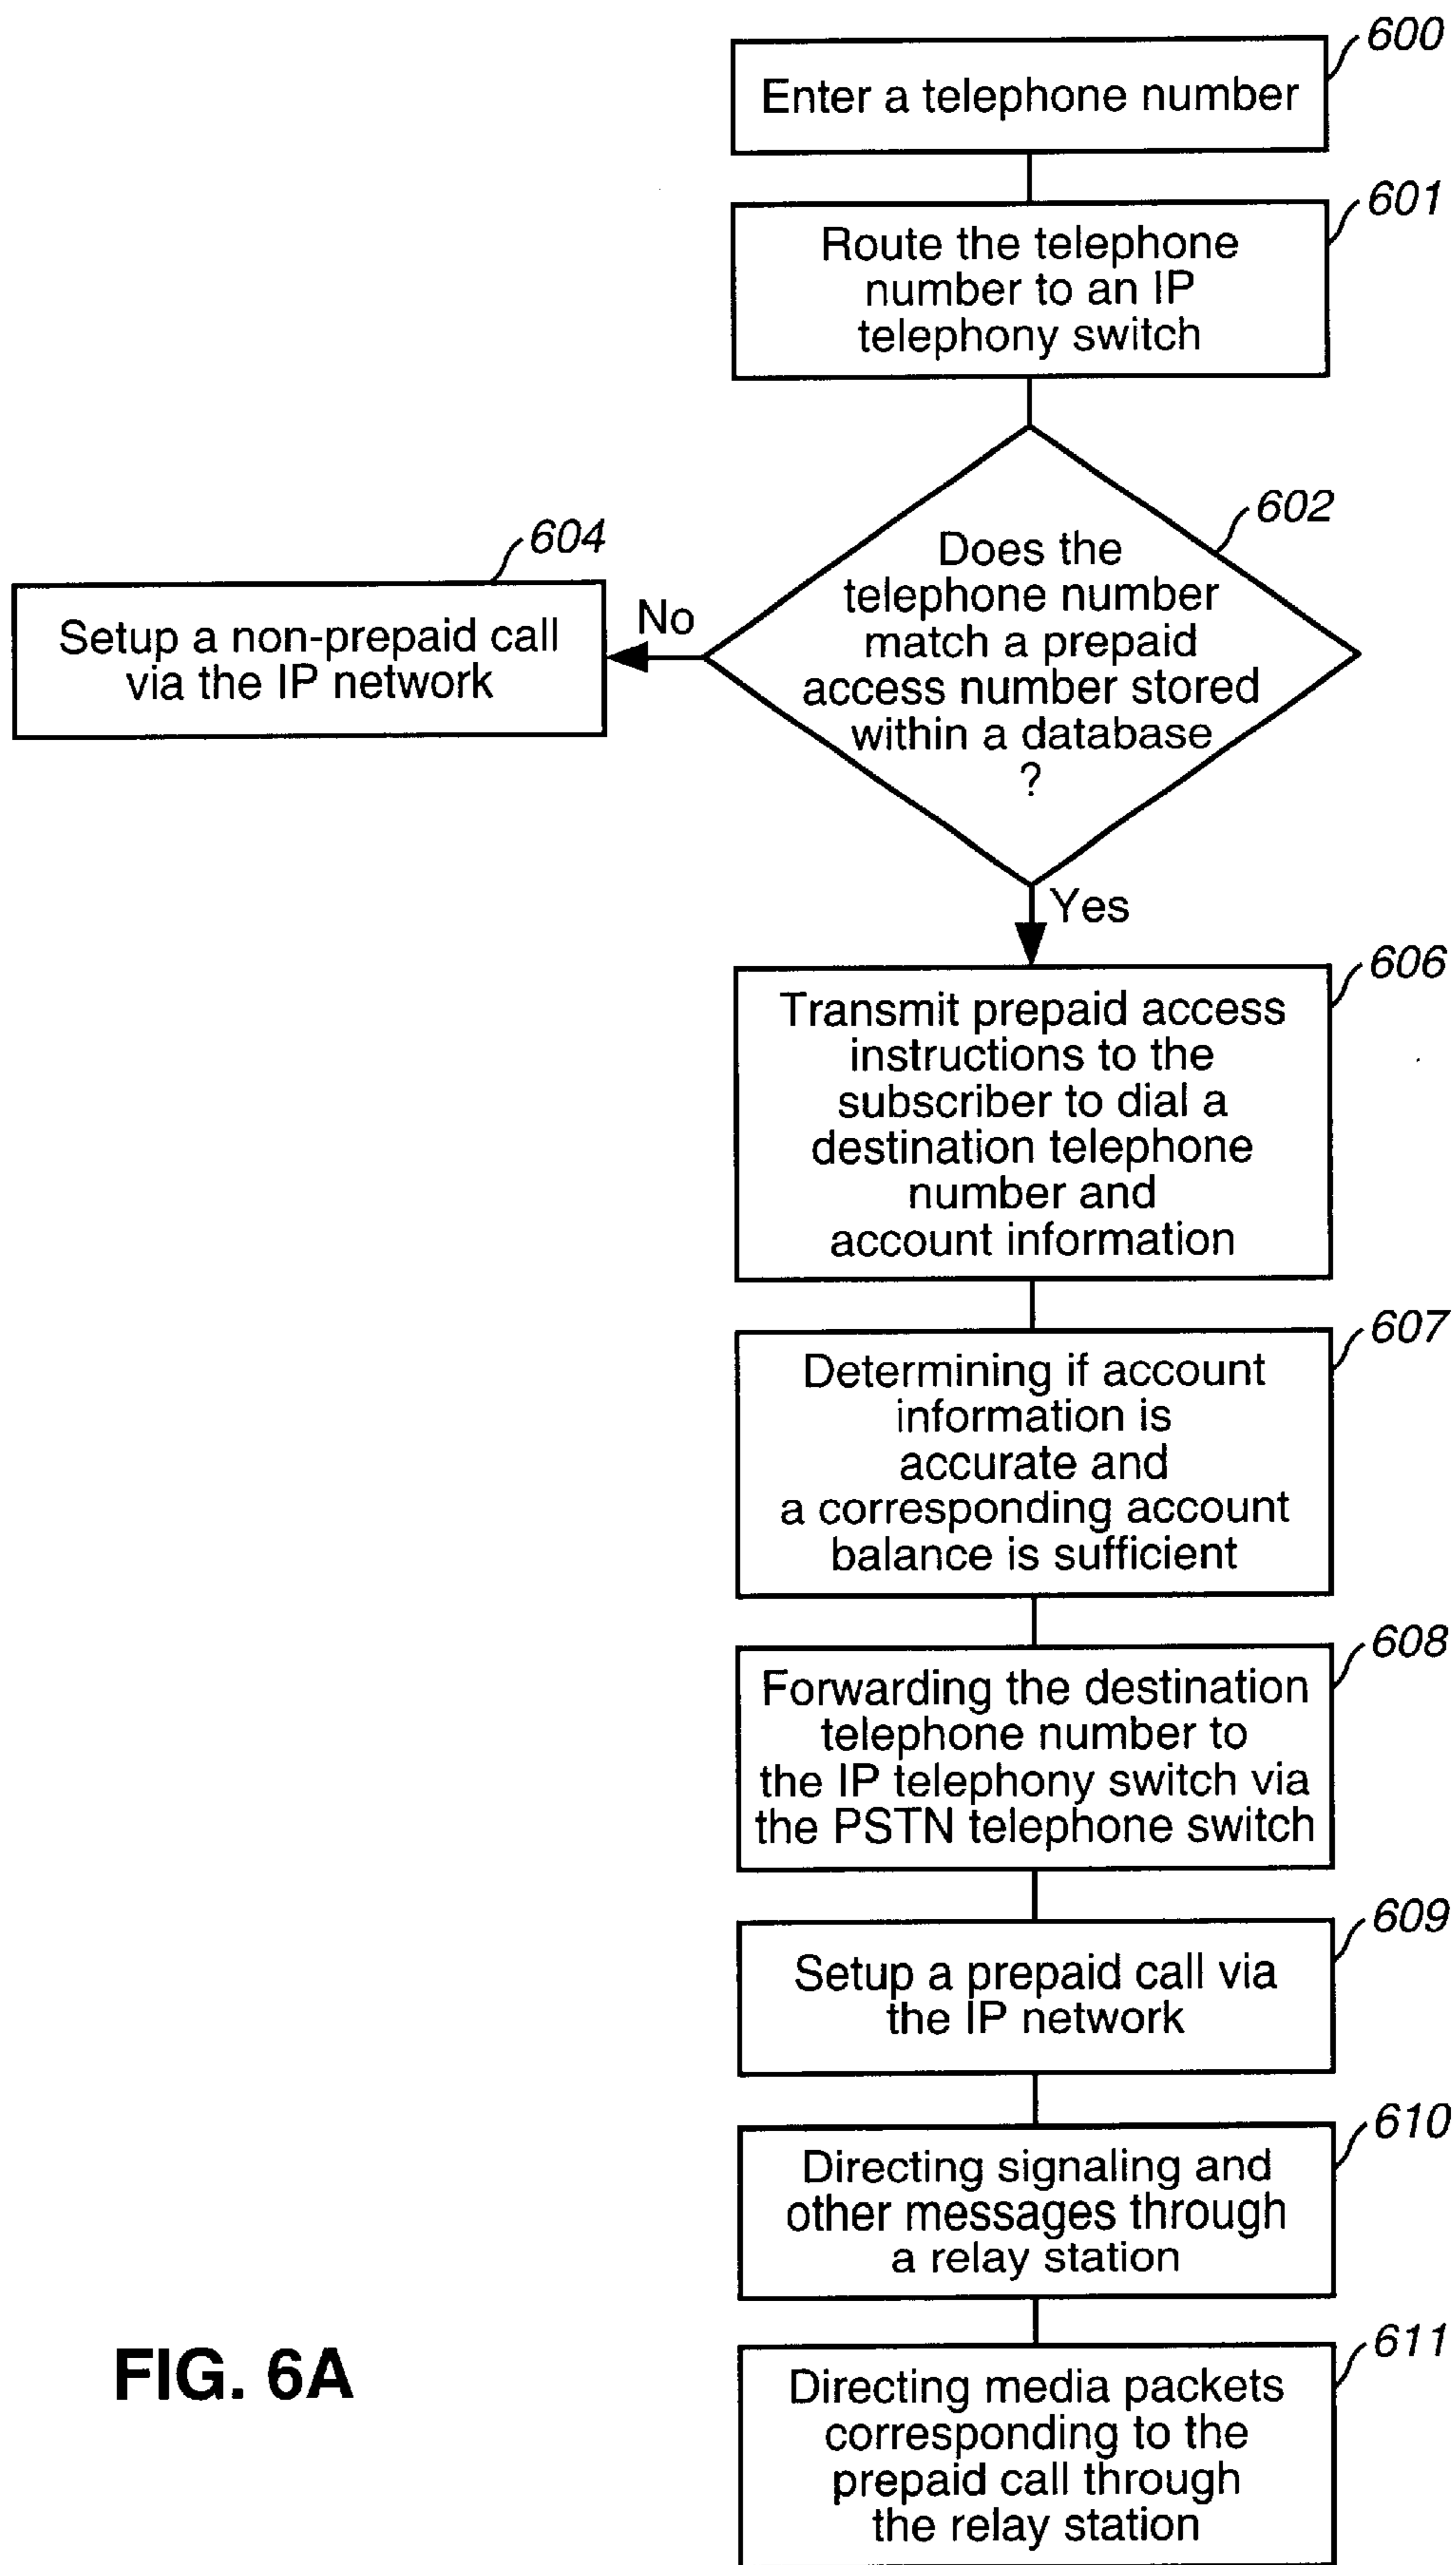 600
Enter a telephone number
601
Route the telephone
number to an IP
telephony switch
602
Does the
telephone number
match a prepaid
access number stored
within a database
?
604
No
Setup a non-prepaid call
via the IP network
Yes
606
Transmit prepaid access
instructions to the
subscriber to dial a
destination telephone
number and
account information
607
Determining if account
information is
accurate and
a corresponding account
balance is sufficient
608
Forwarding the destination
telephone number to
the IP telephony switch via
the PSTN telephone switch
609
Setup a prepaid call via
the IP network
610
Directing signaling and
other messages through
a relay station
611
Directing media packets
corresponding to the
prepaid call through
the relay station
FIG. 6A